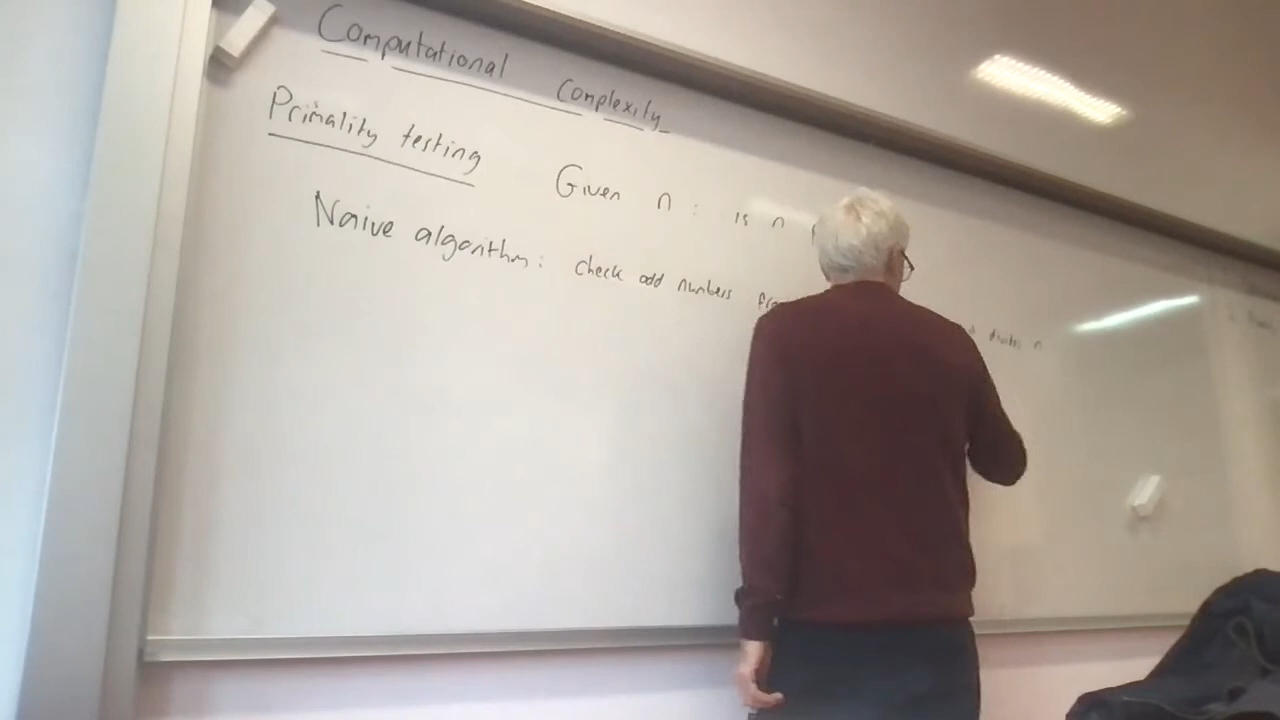 Computational Complexity
Primality testing Given n : is n
Naive algorithm: check odd numbers divides n